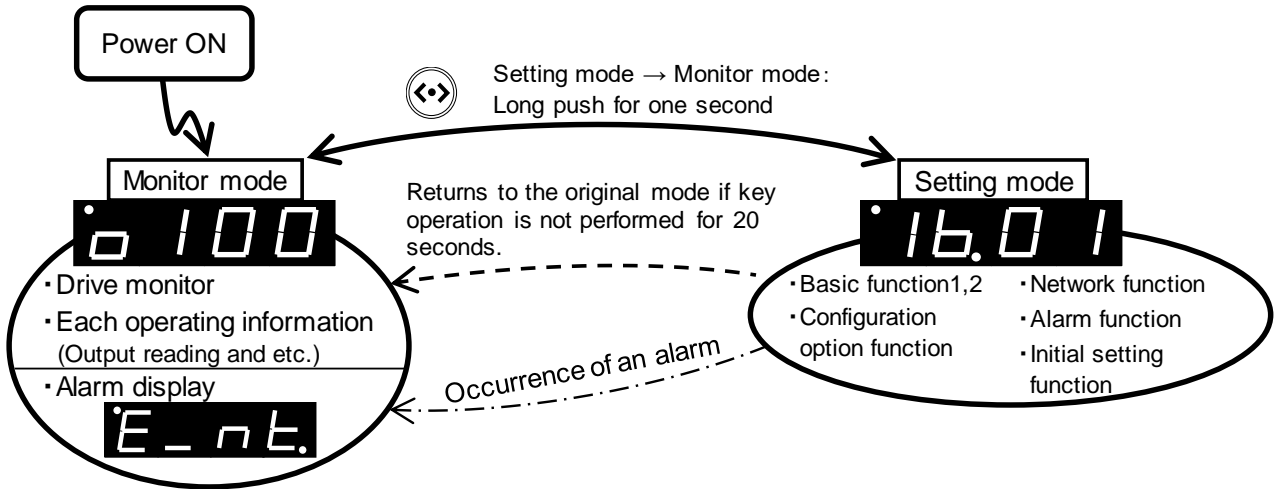 Power ON
Setting mode → Monitor mode:
Long push for one second
Monitor mode
b 100
Returns to the original mode if key
operation is not performed for 20
seconds.
Setting mode
1b.01
・Drive monitor
・Each operating information
(Output reading and etc.)
・Alarm display
E_nt.
Occurrence of an alarm
・Basic function1,2
・Configuration
option function
・Network function
・Alarm function
・Initial setting
function